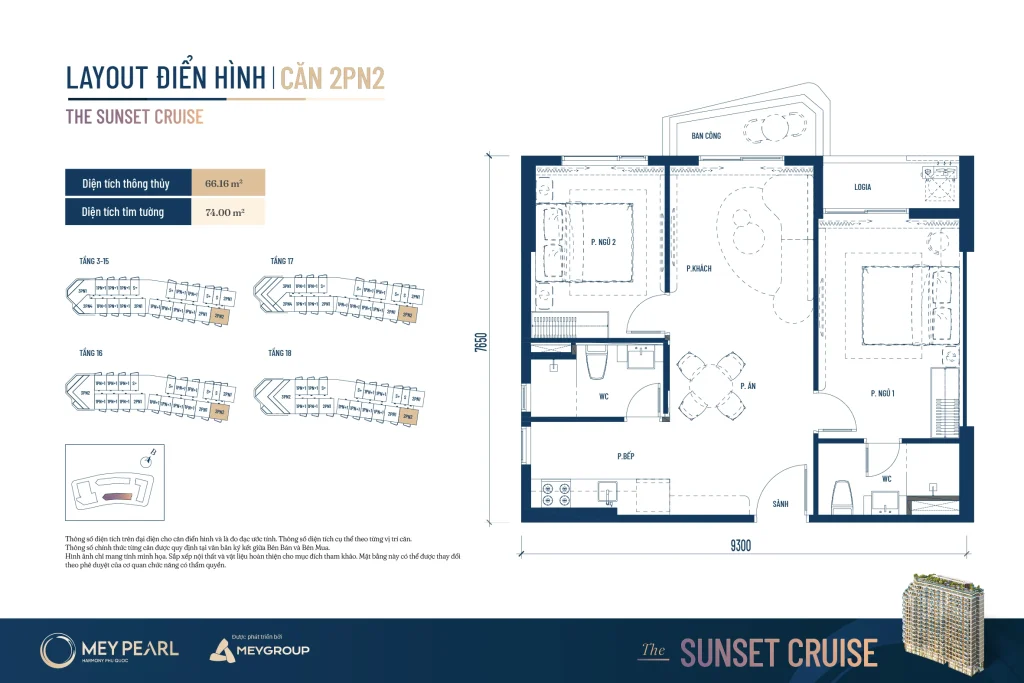 LAYOUT ĐIỂN HÌNH | CĂN 2PN2
THE SUNSET CRUISE
Diện tích thông thủy 66.16 m²
Diện tích tim tường 74.00 m²
TẦNG 3-15
TẦNG 17
TẦNG 16
TẦNG 18
BAN CÔNG
LOGIA
P. NGỦ 2
P.KHÁCH
7650
P. ĂN
P. NGỦ 1
WC
P.BẾP
WC
SẢNH
9300
Thông số diện tích trên đại diện cho căn điển hình và là đo đạc ước tính. Thông số diện tích cụ thể theo từng vị trí căn.
Thông số chính thức từng căn được quy định tại văn bản ký kết giữa Bên Bán và Bên Mua.
Hình ảnh chỉ mang tính minh họa. Sắp xếp nội thất và vật liệu hoàn thiện cho mục đích tham khảo. Mặt bằng này có thể được thay đổi
theo phê duyệt của cơ quan chức năng có thẩm quyền.
MEY PEARL
HARMONY PHÚ QUỐC
Được phát triển bởi
MEYGROUP
The SUNSET CRUISE